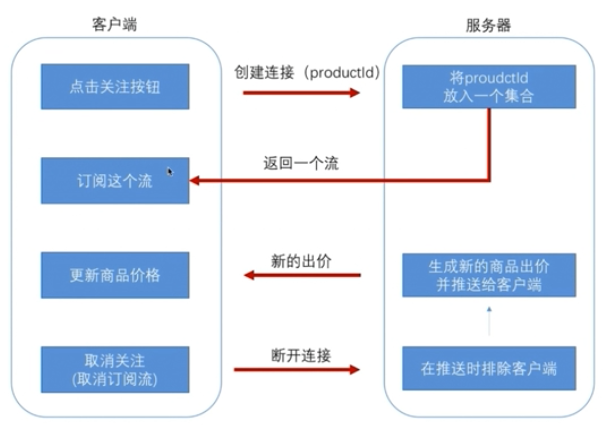 客户端
服务器
点击关注按钮
创建连接（productId）
将proudctId
放入一个集合
返回一个流
订阅这个流
新的出价
更新商品价格
生成新的商品出价
并推送给客户端
取消关注
(取消订阅流)
断开连接
在推送时排除客户端